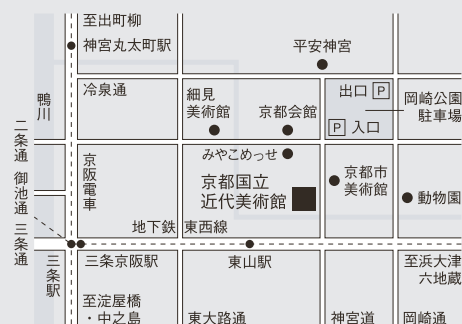 至出町柳
神宮丸太町駅
平安神宮
冷泉通
細見
美術館
京都会館
出口 P
P 入口
岡崎公園
駐車場
鴨川
二条通
御池通
三条通
京阪電車
みやこめっせ
京都国立
近代美術館
京都市
美術館
動物園
地下鉄
東西線
三条駅
三条京阪駅
東山駅
至浜大津
六地蔵
至淀屋橋
・中之島
東大路通
神宮道
岡崎通